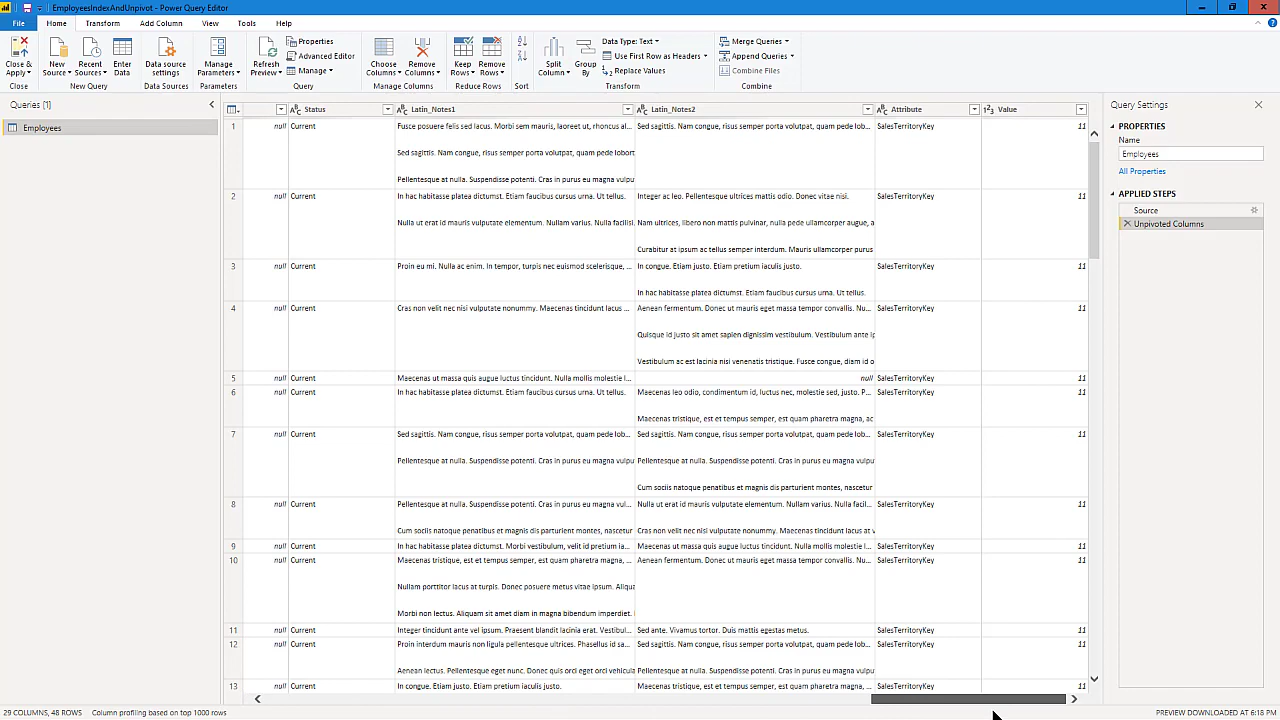 EmployeesIndexAndUnpivot - Power Query Editor
File Home Transform Add Column View Tools Help
Close & Apply
New Source
Recent Sources
Enter Data
Data source settings
Manage Parameters
Refresh Preview
Properties
Advanced Editor
Manage
Choose Columns
Remove Columns
Keep Rows
Remove Rows
Split Column
Group By
Data Type: Text
Use First Row as Headers
Replace Values
Merge Queries
Append Queries
Combine Files
Close New Query Data Sources Parameters Query Manage Columns Reduce Rows Sort Transform Combine
Queries [1]
Employees
Status Latin_Notes1 Latin_Notes2 Attribute Value
1 null Current Fusce posuere felis sed lacus. Morbi sem mauris, laoreet ut, rhoncus al... Sed sagittis. Nam congue, risus semper porta volutpat, quam pede lob... SalesTerritoryKey 11
Sed sagittis. Nam congue, risus semper porta volutpat, quam pede lobort
Pellentesque at nulla. Suspendisse potenti. Cras in purus eu magna vulpu
2 null Current In hac habitasse platea dictumst. Etiam faucibus cursus urna. Ut tellus. Integer ac leo. Pellentesque ultrices mattis odio. Donec vitae nisi. SalesTerritoryKey 11
Nulla ut erat id mauris vulputate elementum. Nullam varius. Nulla facilisi. Nam ultrices, libero non mattis pulvinar, nulla pede ullamcorper augue, a
Curabitur at ipsum ac tellus semper interdum. Mauris ullamcorper purus
3 null Current Proin eu mi. Nulla ac enim. In tempor, turpis nec euismod scelerisque, ... In congue. Etiam justo. Etiam pretium iaculis justo. SalesTerritoryKey 11
In hac habitasse platea dictumst. Etiam faucibus cursus urna. Ut tellus.
4 null Current Cras non velit nec nisi vulputate nonummy. Maecenas tincidunt lacus ... Aenean fermentum. Donec ut mauris eget massa tempor convallis. Nu... SalesTerritoryKey 11
Quisque id justo sit amet sapien dignissim vestibulum. Vestibulum ante ip
Vestibulum ac est lacinia nisi venenatis tristique. Fusce congue, diam id o
5 null Current Maecenas ut massa quis augue luctus tincidunt. Nulla mollis molestie l... null SalesTerritoryKey 11
6 null Current In hac habitasse platea dictumst. Etiam faucibus cursus urna. Ut tellus. Maecenas leo odio, condimentum id, luctus nec, molestie sed, justo. P... SalesTerritoryKey 11
Maecenas tristique, est et tempus semper, est quam pharetra magna, ac
7 null Current Sed sagittis. Nam congue, risus semper porta volutpat, quam pede lob... Sed sagittis. Nam congue, risus semper porta volutpat, quam pede lob... SalesTerritoryKey 11
Pellentesque at nulla. Suspendisse potenti. Cras in purus eu magna vulpu Pellentesque at nulla. Suspendisse potenti. Cras in purus eu magna vulpu
Cum sociis natoque penatibus et magnis dis parturient montes, nascetur
8 null Current Pellentesque at nulla. Suspendisse potenti. Cras in purus eu magna vul... Nulla ut erat id mauris vulputate elementum. Nullam varius. Nulla facili... SalesTerritoryKey 11
Cum sociis natoque penatibus et magnis dis parturient montes, nascetur Cras non velit nec nisi vulputate nonummy. Maecenas tincidunt lacus at v
9 null Current In hac habitasse platea dictumst. Morbi vestibulum, velit id pretium ia... Maecenas ut massa quis augue luctus tincidunt. Nulla mollis molestie l... SalesTerritoryKey 11
10 null Current Maecenas tristique, est et tempus semper, est quam pharetra magna, ... Aenean fermentum. Donec ut mauris eget massa tempor convallis. Nu... SalesTerritoryKey 11
Nullam porttitor lacus at turpis. Donec posuere metus vitae ipsum. Aliqua
Morbi non lectus. Aliquam sit amet diam in magna bibendum imperdiet.
11 null Current Integer tincidunt ante vel ipsum. Praesent blandit lacinia erat. Vestibul... Sed ante. Vivamus tortor. Duis mattis egestas metus. SalesTerritoryKey 11
12 null Current Proin interdum mauris non ligula pellentesque ultrices. Phasellus id sa... Sed sagittis. Nam congue, risus semper porta volutpat, quam pede lob... SalesTerritoryKey 11
Aenean lectus. Pellentesque eget nunc. Donec quis orci eget orci vehicula Pellentesque at nulla. Suspendisse potenti. Cras in purus eu magna vulpu
13 null Current In congue. Etiam justo. Etiam pretium iaculis justo. Maecenas tristique, est et tempus semper, est quam pharetra magna, ... SalesTerritoryKey 11
Query Settings
PROPERTIES
Name
Employees
All Properties
APPLIED STEPS
Source
Unpivoted Columns
29 COLUMNS, 48 ROWS Column profiling based on top 1000 rows PREVIEW DOWNLOADED AT 6:18 PM